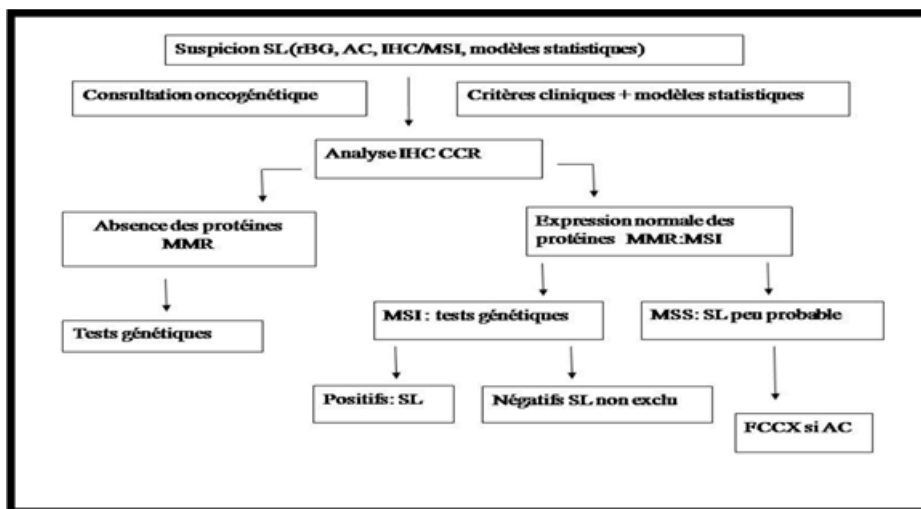 Suspicion SL(rBG, AC, IHC/MSI, modèles statistiques)
Consultation oncogénétique
Critères cliniques + modèles statistiques
Analyse IHC CCR
Absence des protéines
MMR
Expression normale des
protéines MMR:MSI
Tests génétiques
MSI : tests génétiques
MSS: SL peu probable
Positifs: SL
Négatifs SL non exclu
FCCX si AC